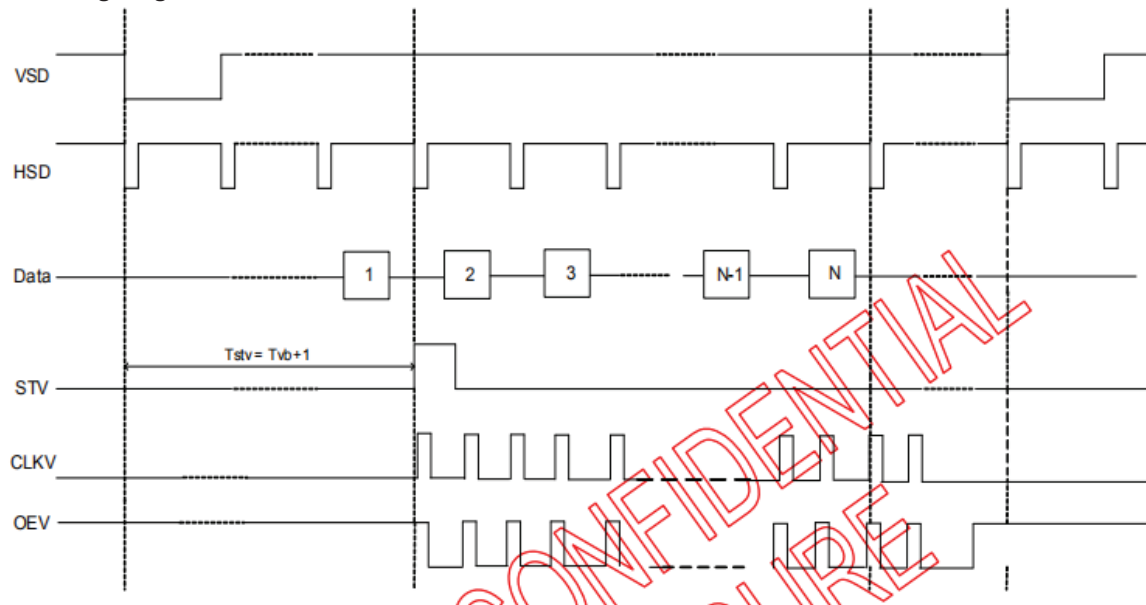 VSD
HSD
Data
1
2
3
N-1
N
Tstv = Tvb+1
STV
CLKV
OEV
CONFIDENTIAL